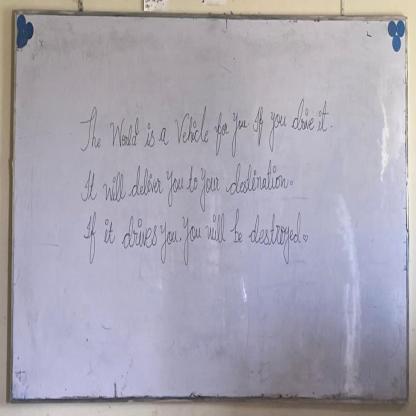 The World is a Vehicle for you If you drive it.
It will deliver you to your destination.
If it drives you. you will be destroyed.